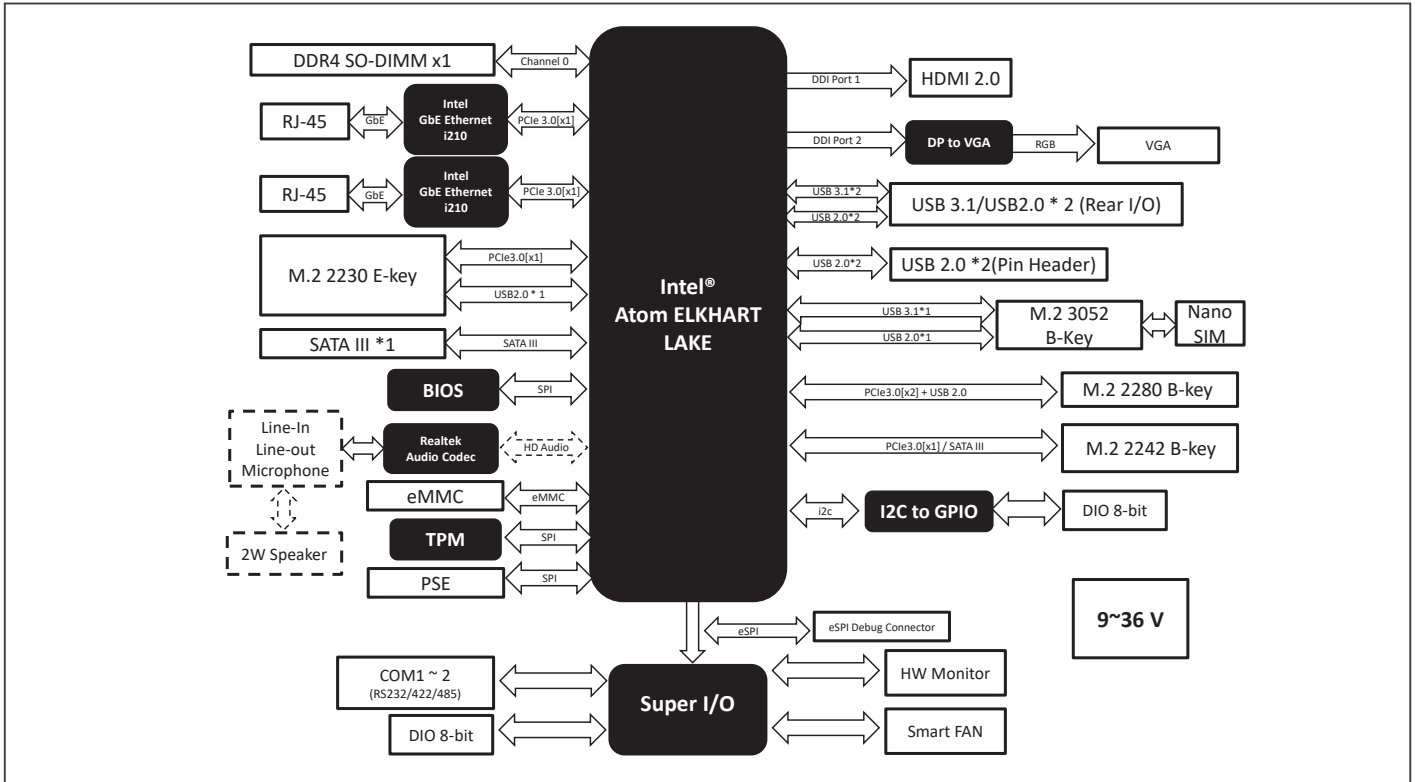 DDR4 SO-DIMM x1
Channel 0
RJ-45
GbE
Intel
GbE Ethernet
i210
PCIe 3.0[x1]
RJ-45
GbE
Intel
GbE Ethernet
i210
PCIe 3.0[x1]
M.2 2230 E-key
PCIe3.0[x1]
USB2.0 * 1
SATA III *1
SATA III
BIOS
SPI
Line-In
Line-out
Microphone
Realtek
Audio Codec
HD Audio
eMMC
eMMC
2W Speaker
TPM
SPI
PSE
SPI
Intel®
Atom ELKHART
LAKE
DDI Port 1
HDMI 2.0
DDI Port 2
DP to VGA
RGB
VGA
USB 3.1*2
USB 2.0*2
USB 3.1/USB2.0 * 2 (Rear I/O)
USB 2.0*2
USB 2.0 *2(Pin Header)
USB 3.1*1
USB 2.0*1
M.2 3052
B-Key
Nano
SIM
PCIe3.0[x2] + USB 2.0
M.2 2280 B-key
PCIe3.0[x1] / SATA III
M.2 2242 B-key
i2c
I2C to GPIO
DIO 8-bit
9~36 V
eSPI
eSPI Debug Connector
COM1 ~ 2
(RS232/422/485)
DIO 8-bit
Super I/O
HW Monitor
Smart FAN